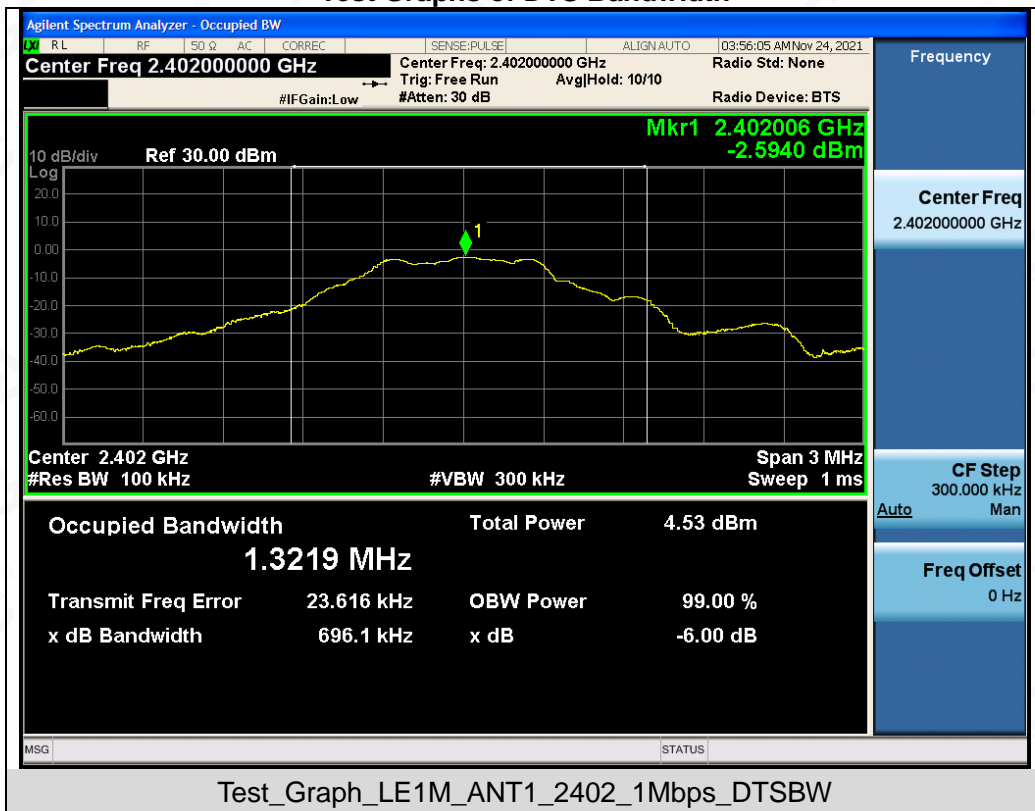 Test Graphs of DTS Bandwidth
Agilent Spectrum Analyzer - Occupied BW
LXI RL RF 50 Ω AC CORREC SENSE:PULSE ALIGN AUTO 03:56:05 AM Nov 24, 2021
Center Freq 2.402000000 GHz
#IFGain:Low
Center Freq: 2.402000000 GHz
Trig: Free Run Avg|Hold: 10/10
#Atten: 30 dB
Radio Std: None
Radio Device: BTS
Mkr1 2.402006 GHz
-2.5940 dBm
10 dB/div Ref 30.00 dBm
Log
20.0
10.0
0.00
-10.0
-20.0
-30.0
-40.0
-50.0
-60.0
1
Center 2.402 GHz Span 3 MHz
#Res BW 100 kHz #VBW 300 kHz Sweep 1 ms
Occupied Bandwidth Total Power 4.53 dBm
1.3219 MHz
Transmit Freq Error 23.616 kHz OBW Power 99.00 %
x dB Bandwidth 696.1 kHz x dB -6.00 dB
MSG STATUS
Frequency
Center Freq
2.402000000 GHz
CF Step
300.000 kHz
Auto Man
Freq Offset
0 Hz
Test_Graph_LE1M_ANT1_2402_1Mbps_DTSBW